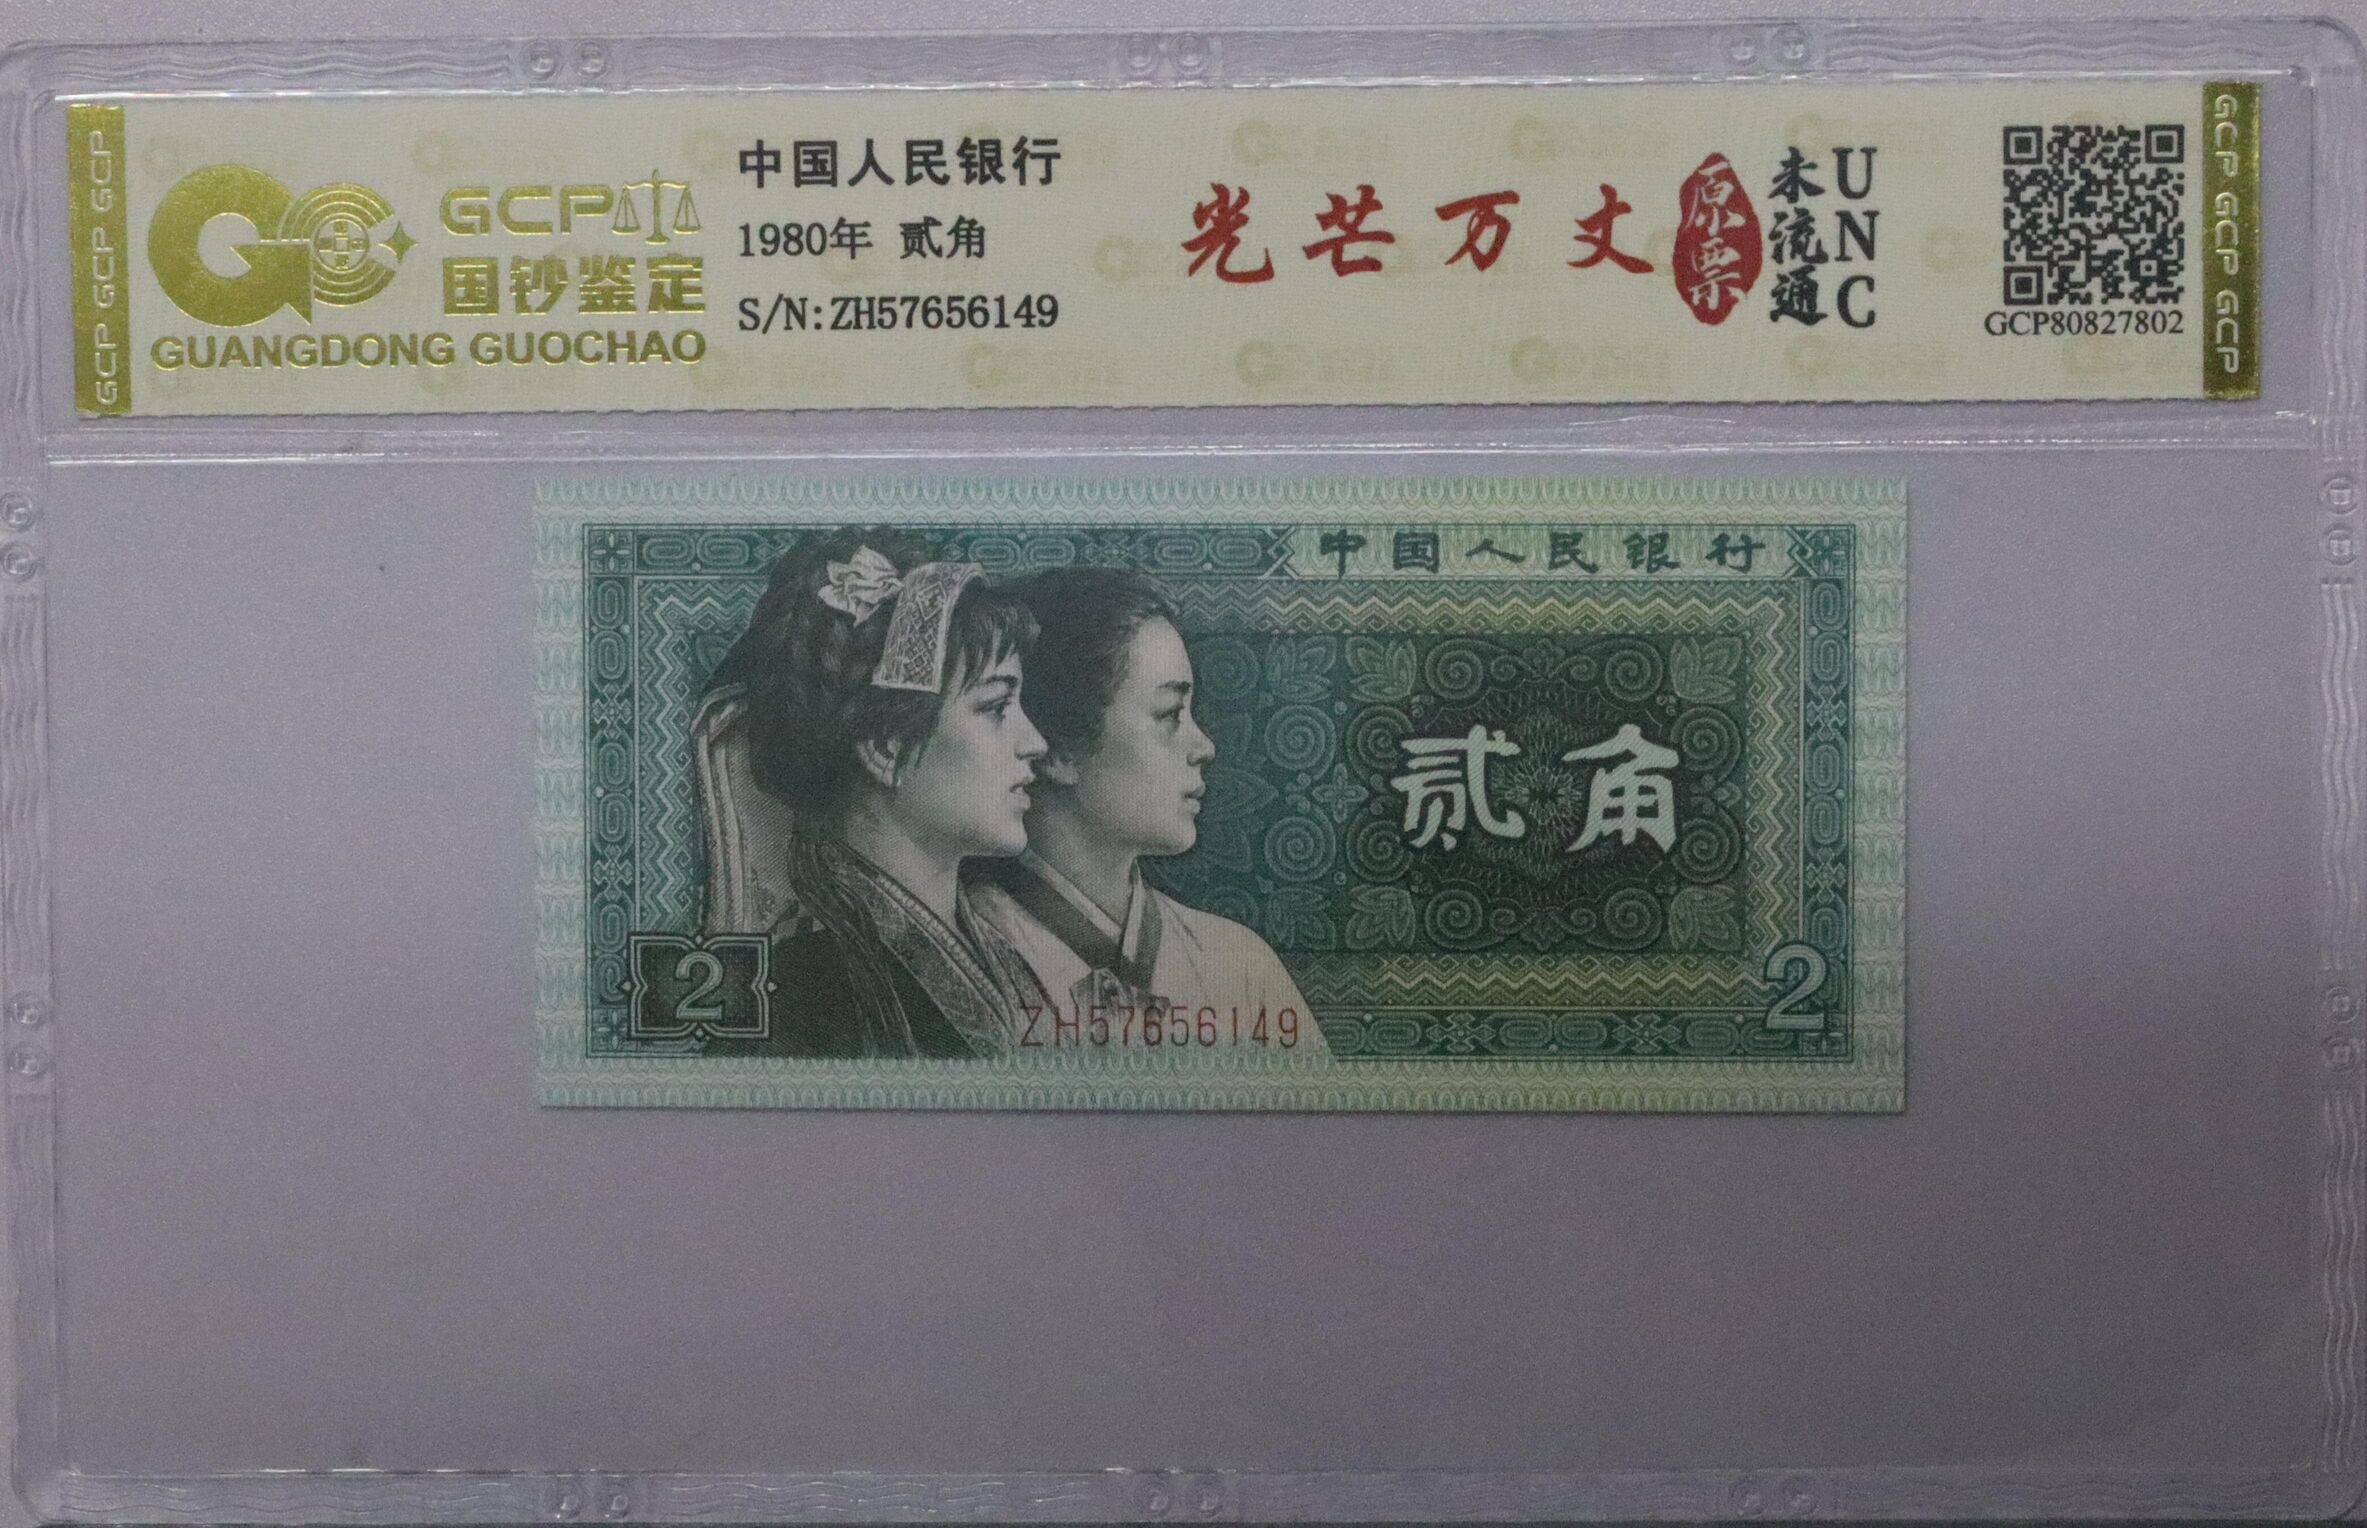 GCP GCP GCP
GCP
国钞鉴定
GUANGDONG GUOCHAO
中国人民银行
1980年 贰角
S/N:ZH57656149
光芒万丈
原票
未流通
UNC
GCP80827802
GCP GCP GCP
中国人民银行
贰角
2
2
ZH57656149